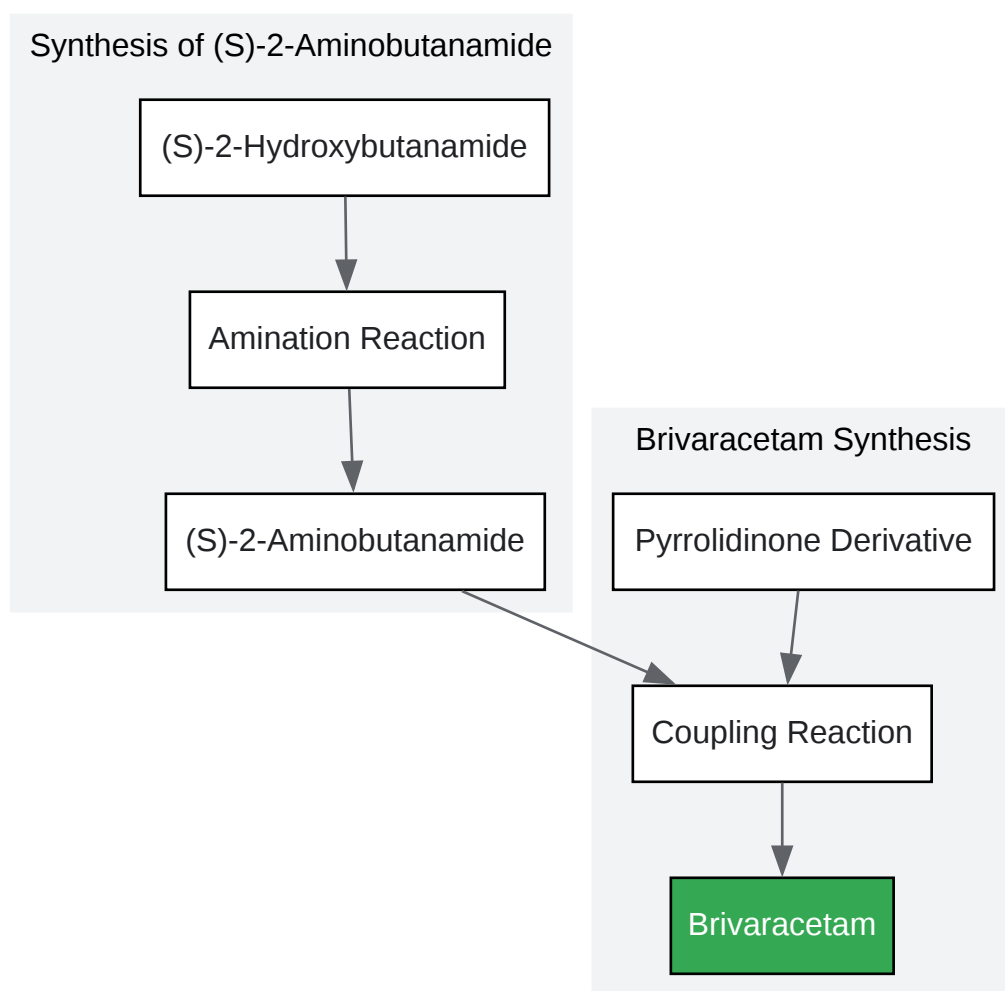 Synthesis of (S)-2-Aminobutanamide
(S)-2-Hydroxybutanamide
Amination Reaction
(S)-2-Aminobutanamide
Brivaracetam Synthesis
Pyrrolidinone Derivative
Coupling Reaction
Brivaracetam